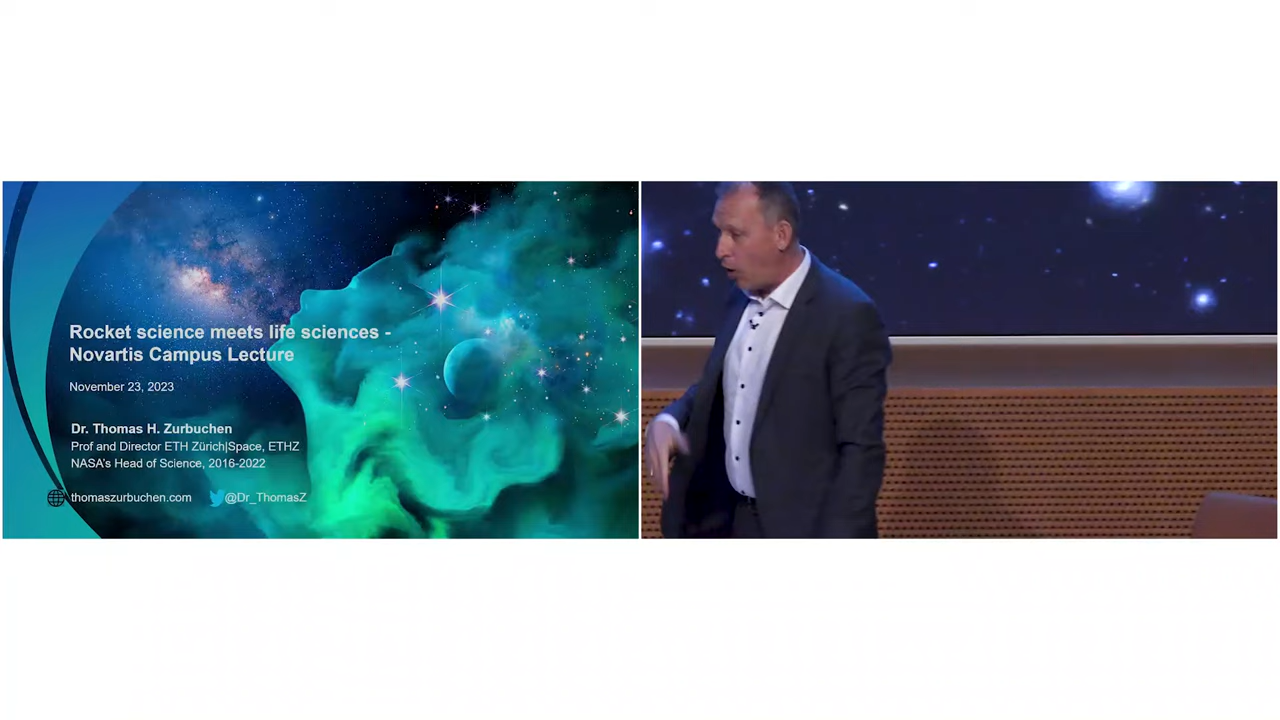 Rocket science meets life sciences -
Novartis Campus Lecture
November 23, 2023
Dr. Thomas H. Zurbuchen
Prof and Director ETH Zürich|Space, ETHZ
NASA's Head of Science, 2016-2022
thomaszurbuchen.com @Dr_ThomasZ